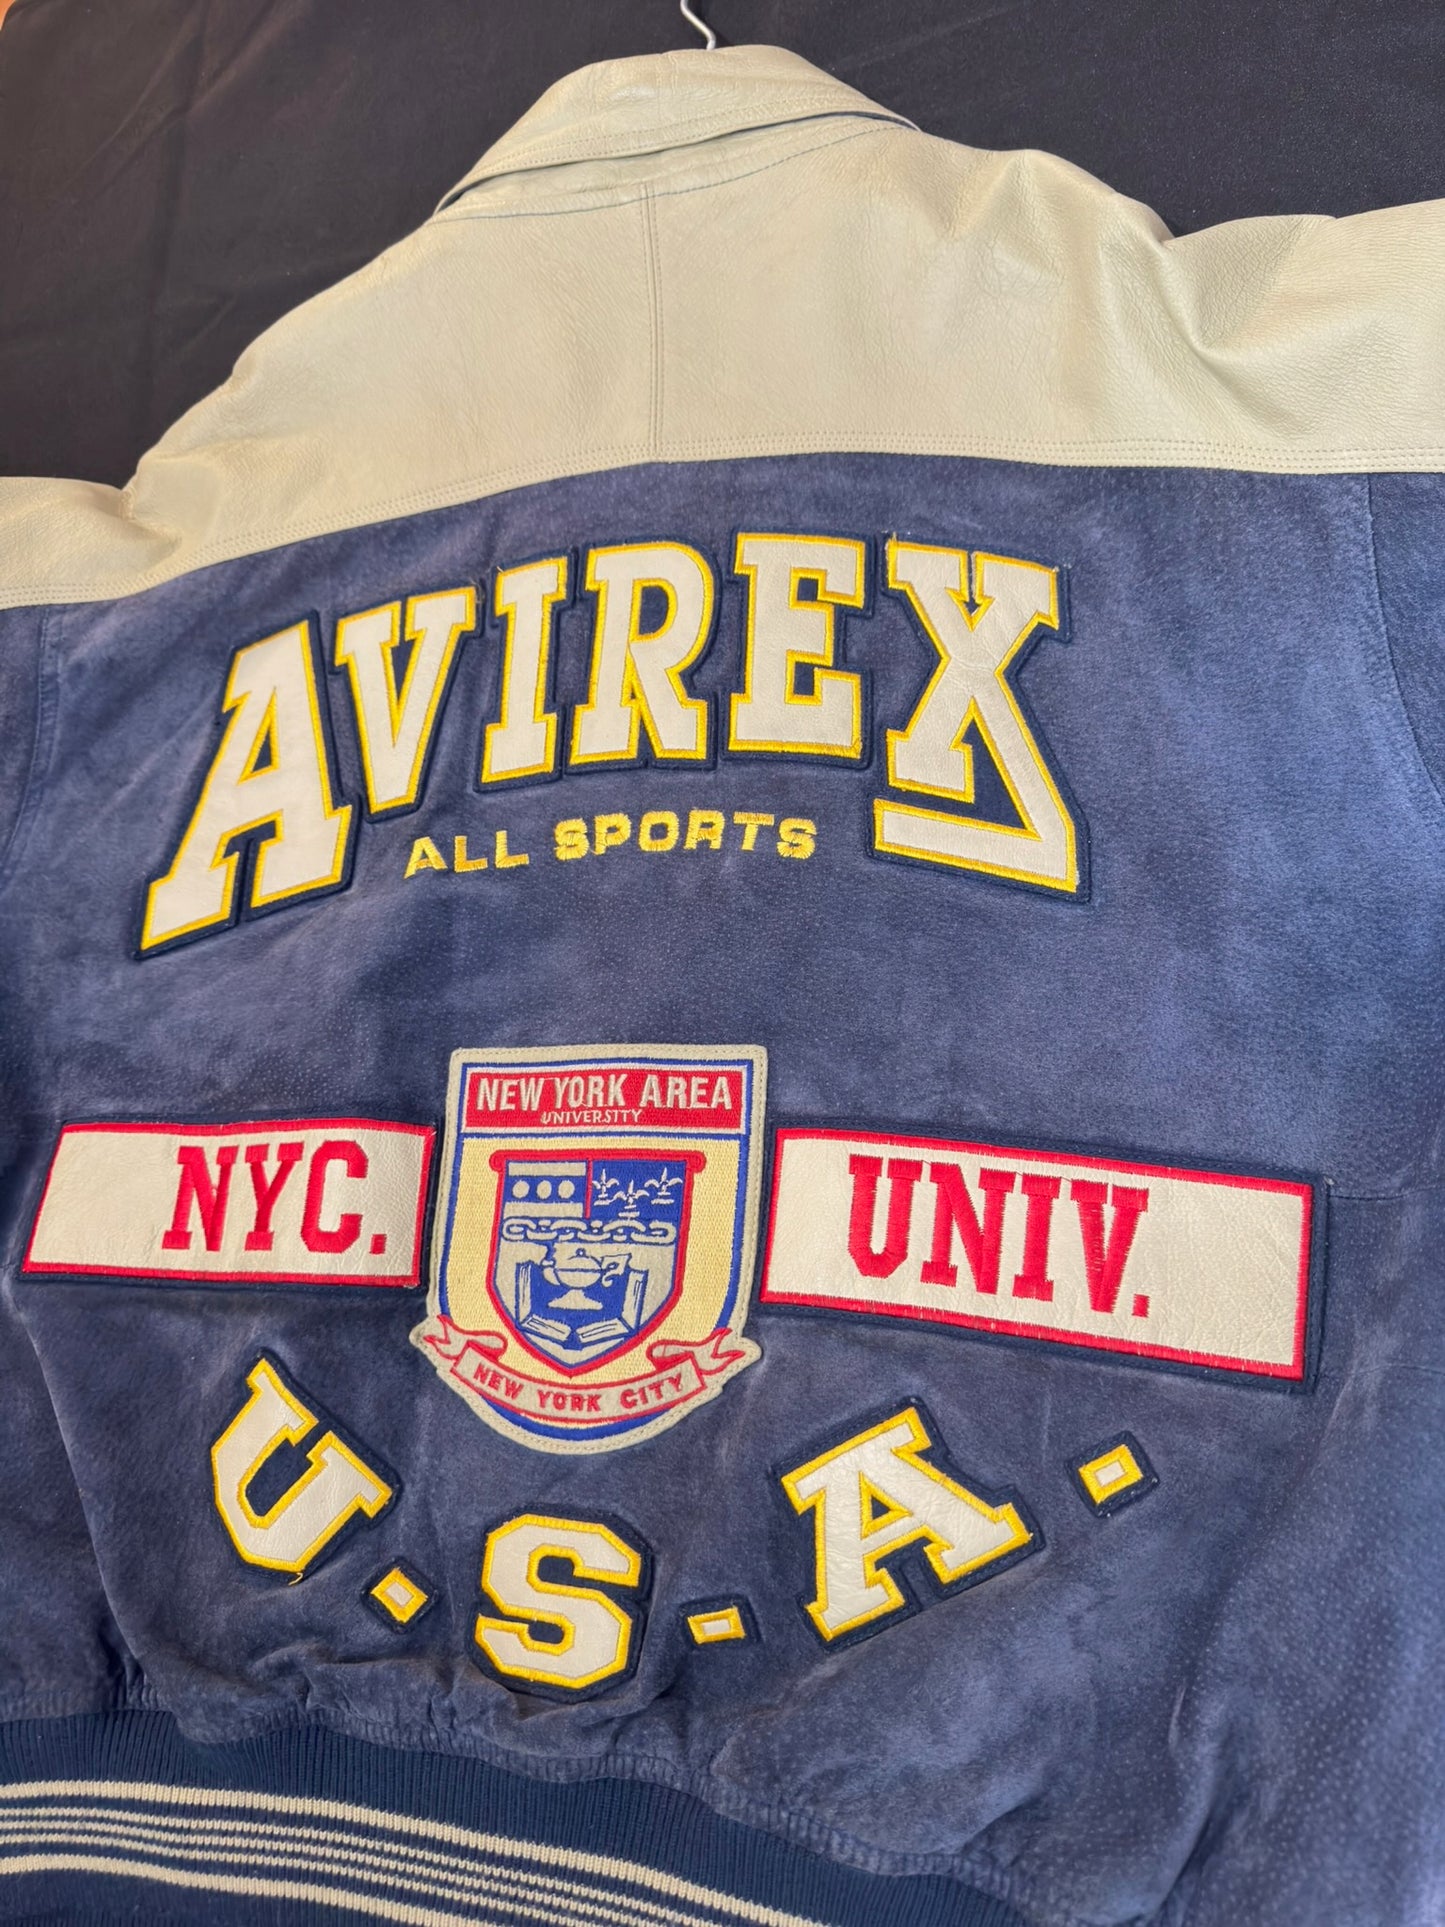 AVIREX
ALL SPORTS
NEW YORK AREA
UNIVERSITY
NYC.
UNIV.
NEW YORK CITY
U.S.A.